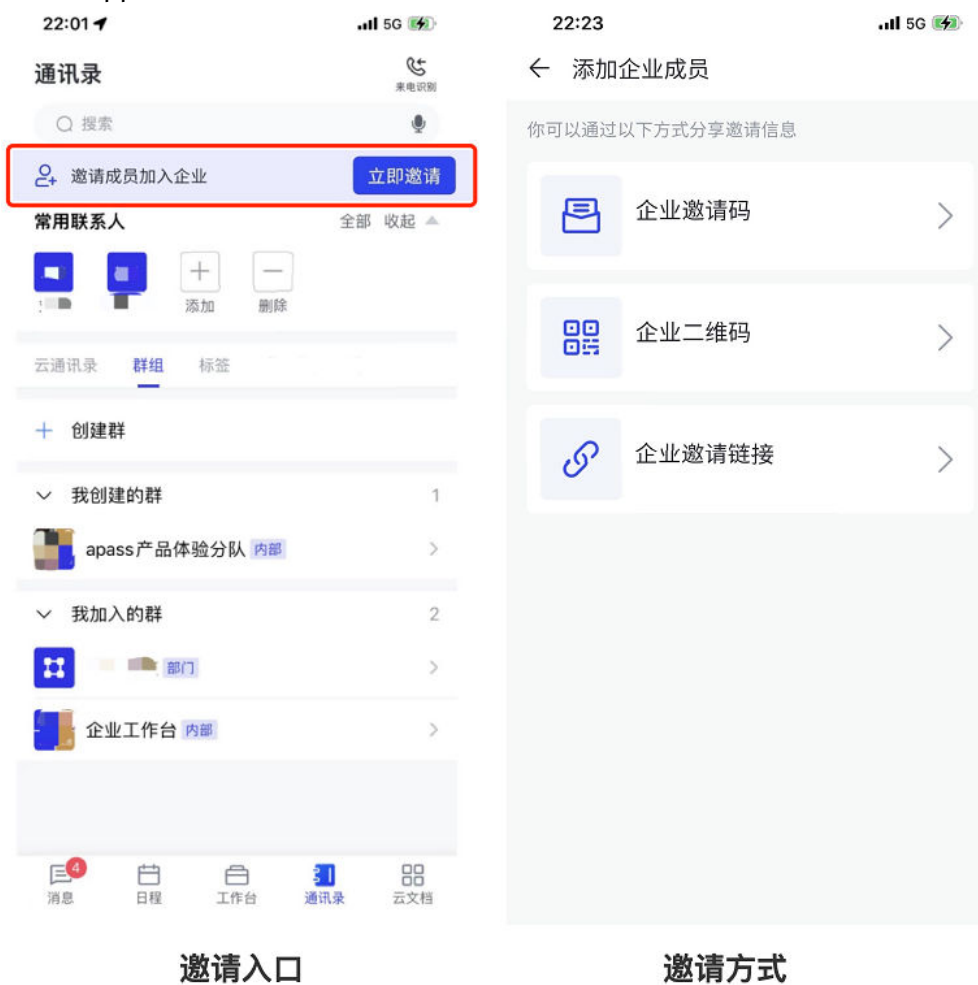 22:01
5G
通讯录
来电识别
搜索
邀请成员加入企业 立即邀请
常用联系人 全部 收起
添加 删除
云通讯录 群组 标签
创建群
我创建的群 1
apass产品体验分队 内部
我加入的群 2
部门
企业工作台 内部
4
消息 日程 工作台 通讯录 云文档
邀请入口
22:23
5G
添加企业成员
你可以通过以下方式分享邀请信息
企业邀请码
企业二维码
企业邀请链接
邀请方式